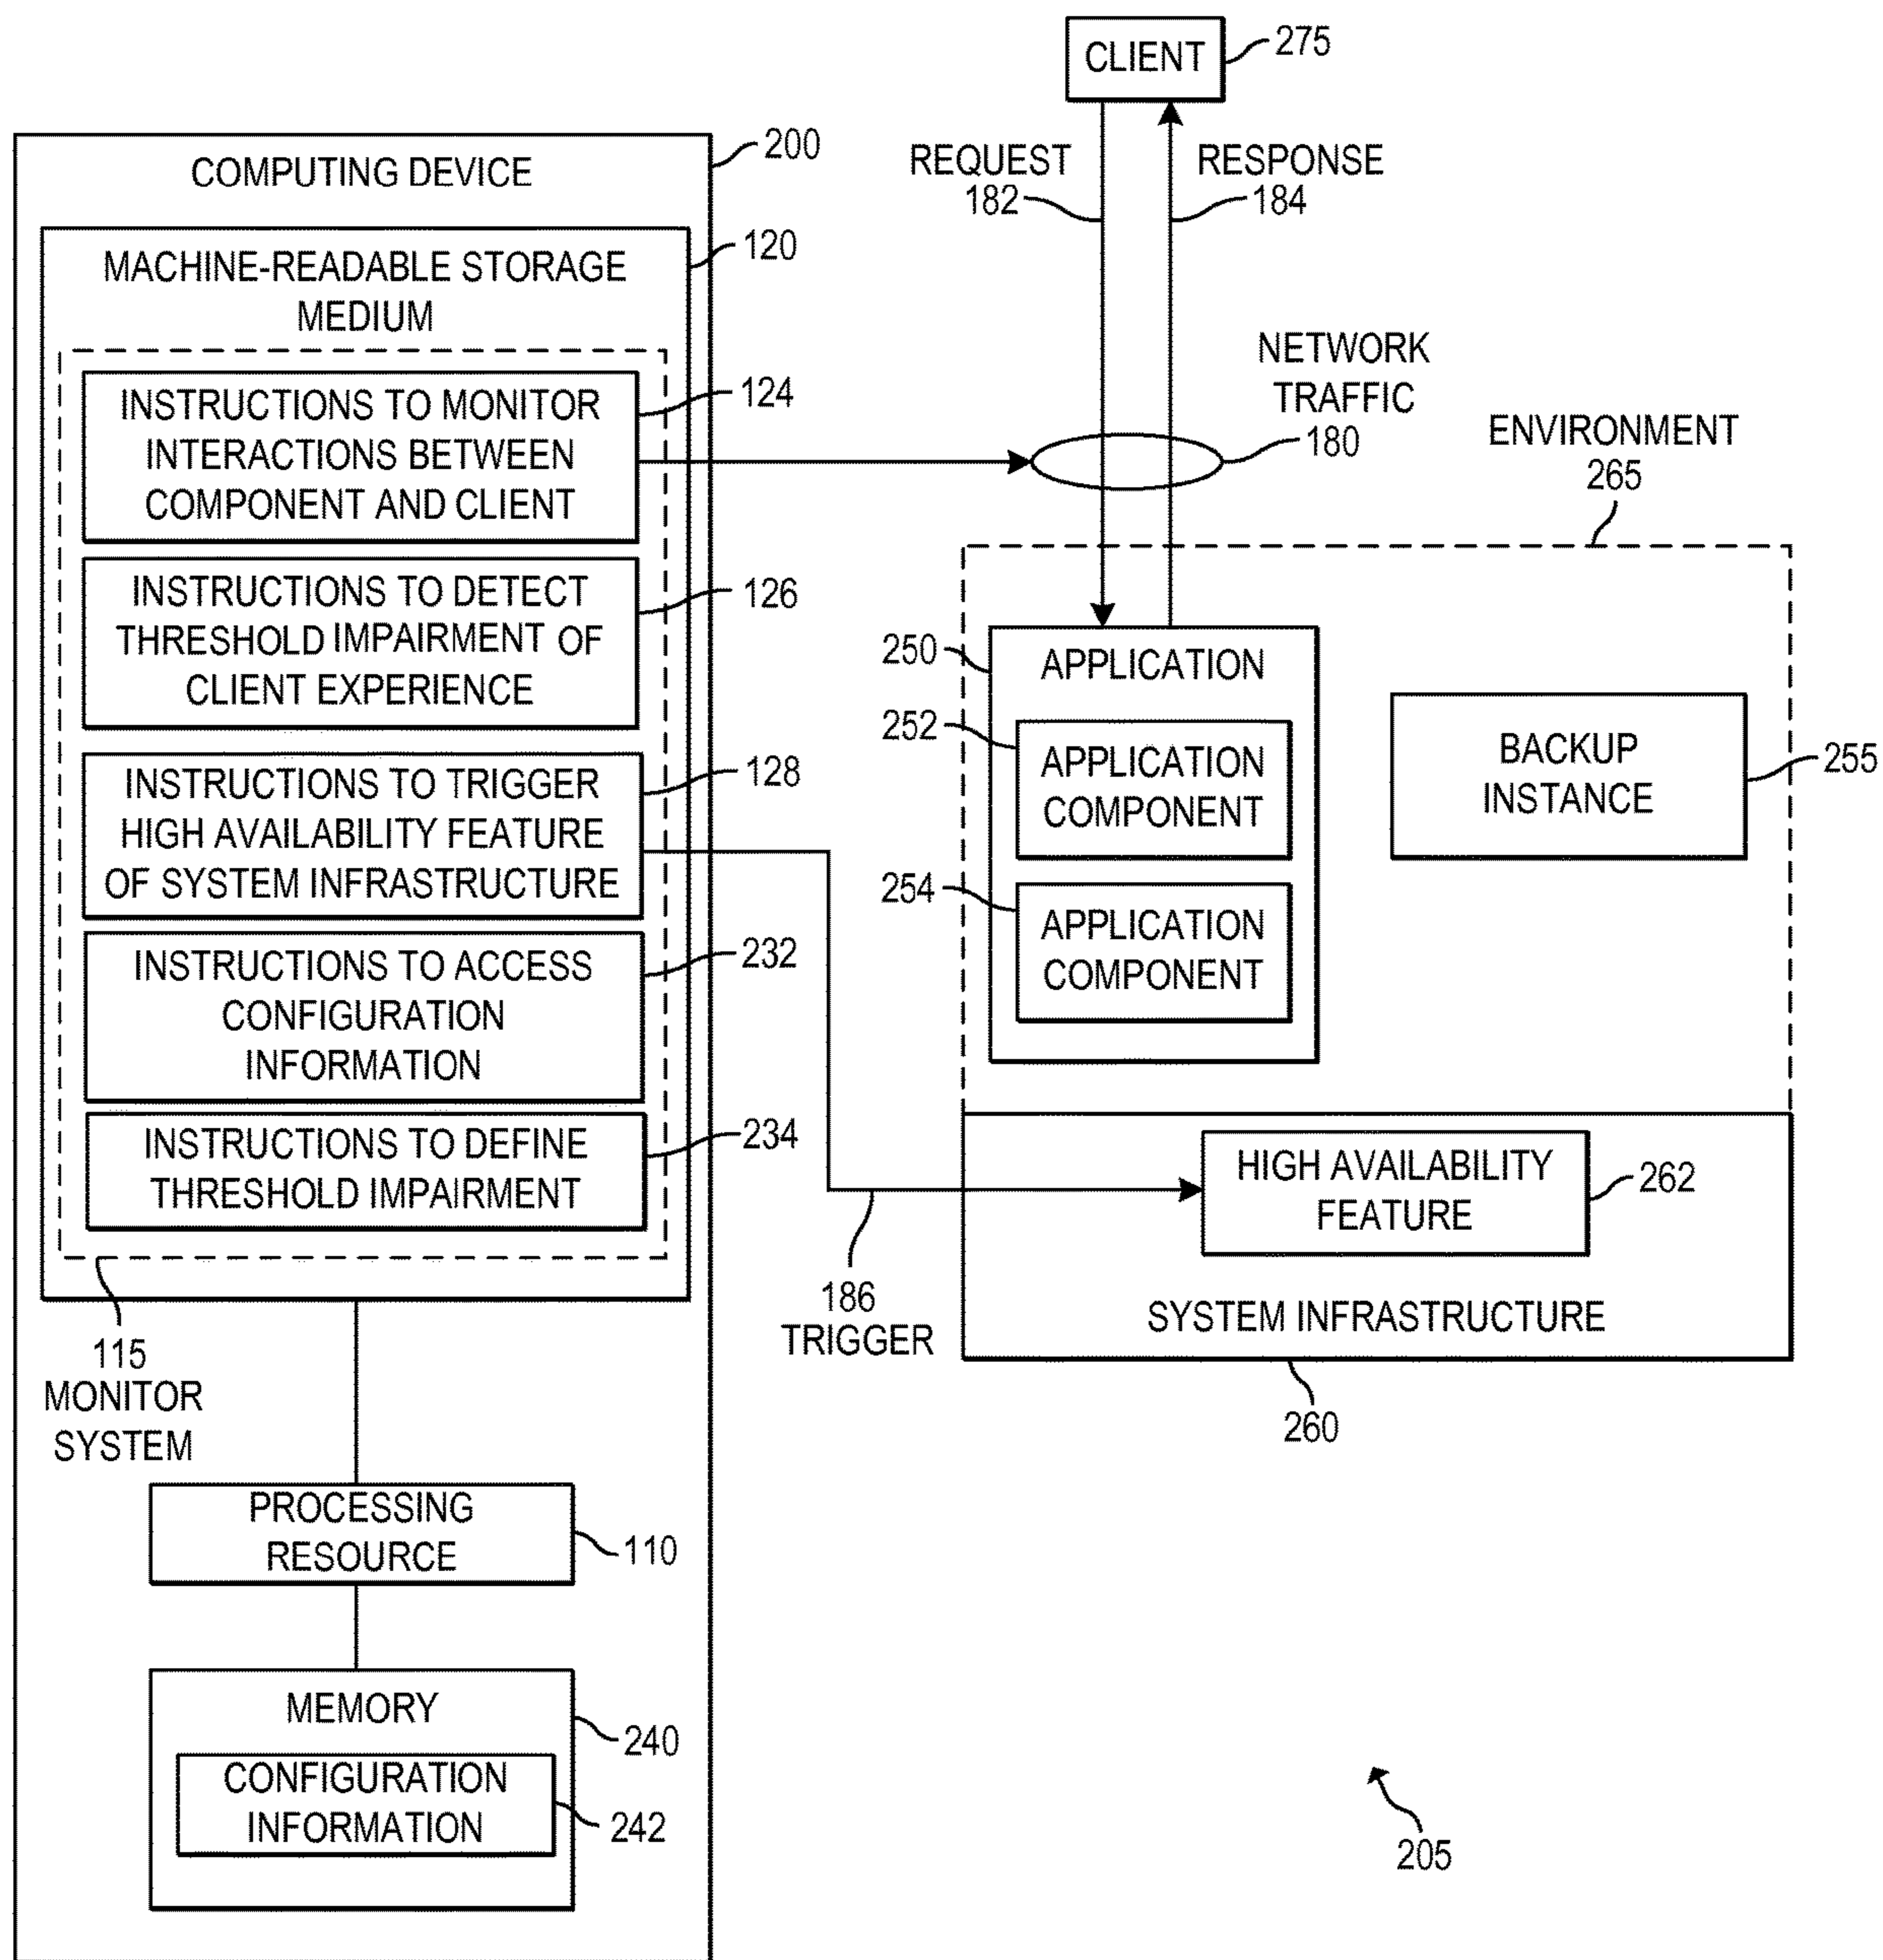 CLIENT
275
REQUEST
182
RESPONSE
184
NETWORK
TRAFFIC
180
ENVIRONMENT
265
COMPUTING DEVICE
200
MACHINE-READABLE STORAGE
MEDIUM
120
INSTRUCTIONS TO MONITOR
INTERACTIONS BETWEEN
COMPONENT AND CLIENT
124
INSTRUCTIONS TO DETECT
THRESHOLD IMPAIRMENT OF
CLIENT EXPERIENCE
126
INSTRUCTIONS TO TRIGGER
HIGH AVAILABILITY FEATURE
OF SYSTEM INFRASTRUCTURE
128
INSTRUCTIONS TO ACCESS
CONFIGURATION
INFORMATION
232
INSTRUCTIONS TO DEFINE
THRESHOLD IMPAIRMENT
234
115
MONITOR
SYSTEM
PROCESSING
RESOURCE
110
MEMORY
240
CONFIGURATION
INFORMATION
242
250
APPLICATION
252
APPLICATION
COMPONENT
254
APPLICATION
COMPONENT
BACKUP
INSTANCE
255
HIGH AVAILABILITY
FEATURE
262
SYSTEM INFRASTRUCTURE
260
186
TRIGGER
205